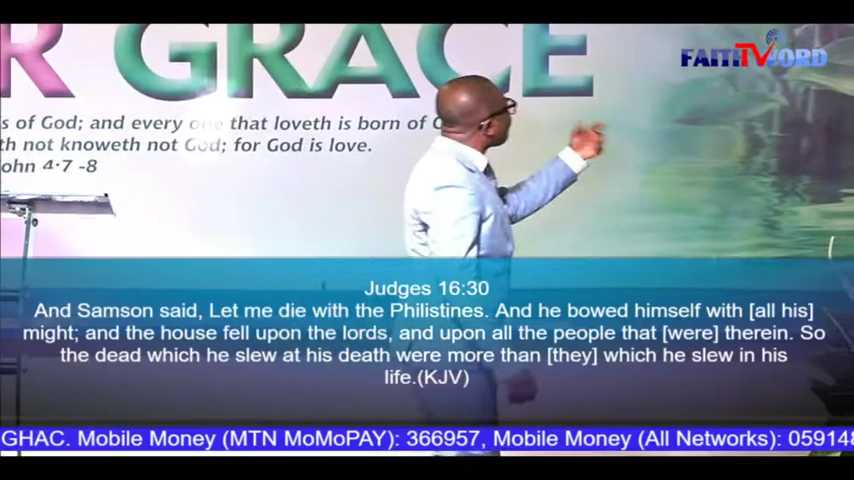 R GRACE
FAITH TV WORD
s of God; and every one that loveth is born of G
th not knoweth not God; for God is love.
ohn 4:7 -8
Judges 16:30
And Samson said, Let me die with the Philistines. And he bowed himself with [all his]
might; and the house fell upon the lords, and upon all the people that [were] therein. So
the dead which he slew at his death were more than [they] which he slew in his
life.(KJV)
GHAC. Mobile Money (MTN MoMoPAY): 366957, Mobile Money (All Networks): 059148